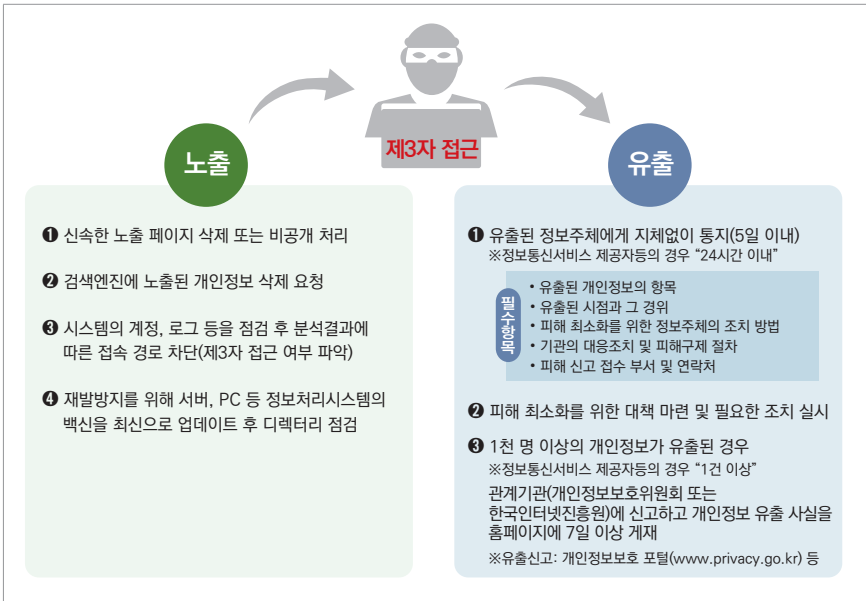 제3자 접근
노출
❶ 신속한 노출 페이지 삭제 또는 비공개 처리
❷ 검색엔진에 노출된 개인정보 삭제 요청
❸ 시스템의 계정, 로그 등을 점검 후 분석결과에
따른 접속 경로 차단(제3자 접근 여부 파악)
❹ 재발방지를 위해 서버, PC 등 정보처리시스템의
백신을 최신으로 업데이트 후 디렉터리 점검
유출
❶ 유출된 정보주체에게 지체없이 통지(5일 이내)
※정보통신서비스 제공자등의 경우 “24시간 이내”
필수항목
• 유출된 개인정보의 항목
• 유출된 시점과 그 경위
• 피해 최소화를 위한 정보주체의 조치 방법
• 기관의 대응조치 및 피해구제 절차
• 피해 신고 접수 부서 및 연락처
❷ 피해 최소화를 위한 대책 마련 및 필요한 조치 실시
❸ 1천 명 이상의 개인정보가 유출된 경우
※정보통신서비스 제공자등의 경우 “1건 이상”
관계기관(개인정보보호위원회 또는
한국인터넷진흥원)에 신고하고 개인정보 유출 사실을
홈페이지에 7일 이상 게재
※유출신고: 개인정보보호 포털(www.privacy.go.kr) 등